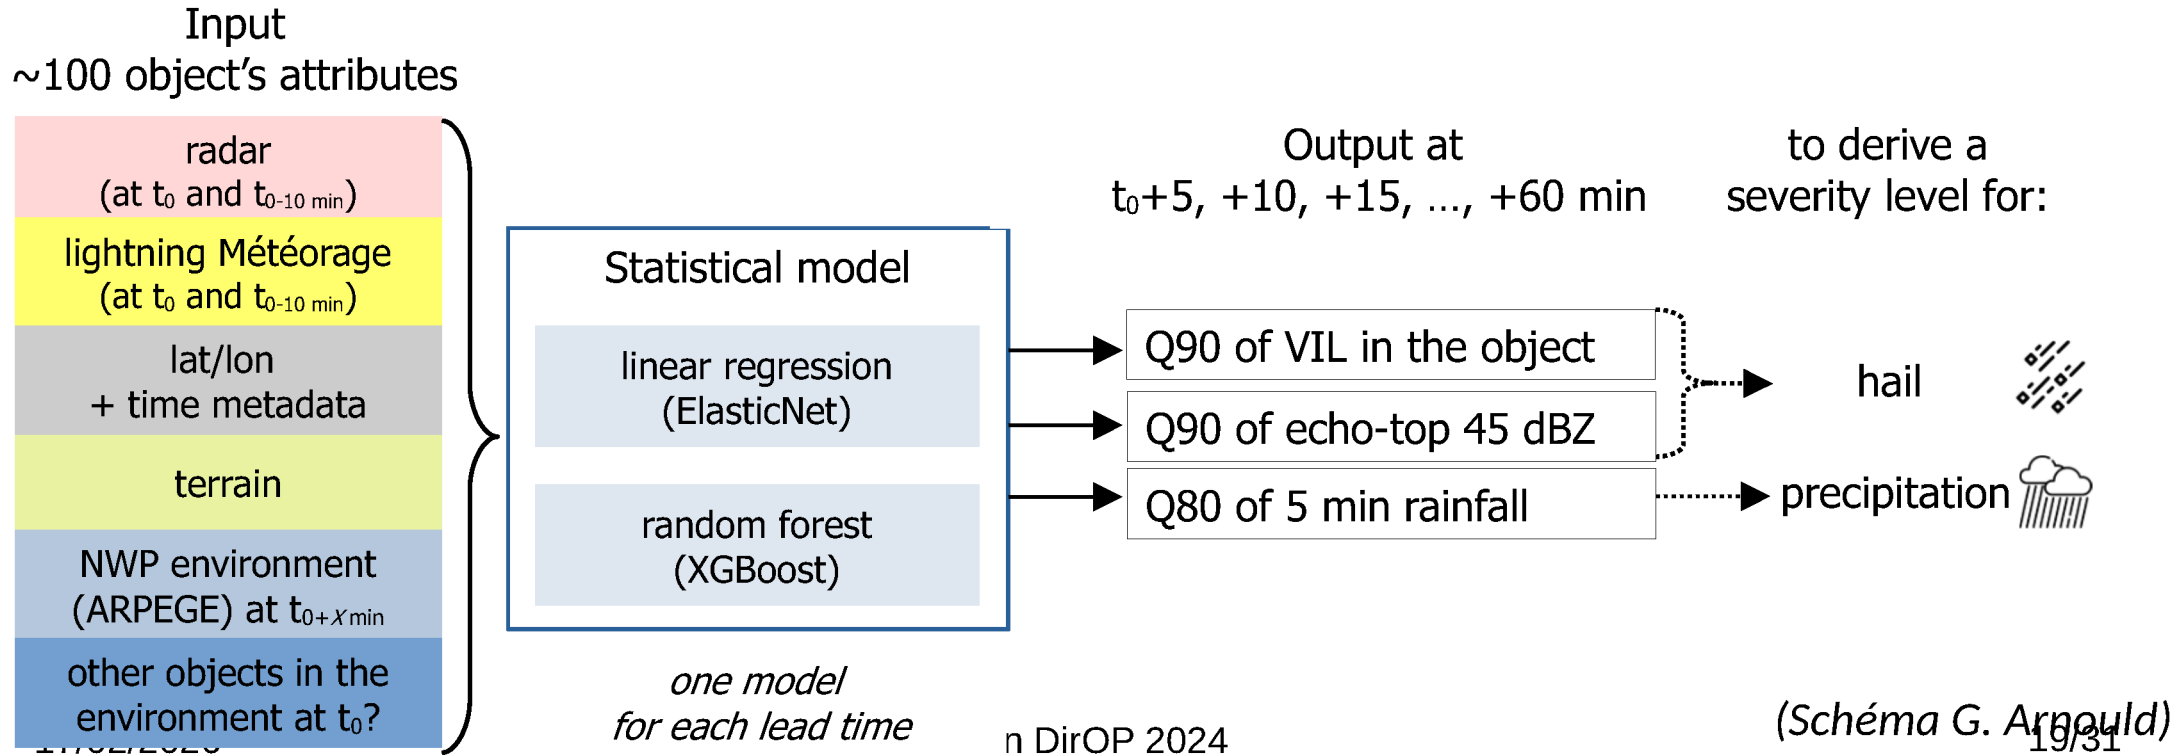 Input
~100 object’s attributes
radar
(at t0 and t0-10 min)
lightning Météorage
(at t0 and t0-10 min)
lat/lon
+ time metadata
terrain
NWP environment
(ARPEGE) at t0+X min
other objects in the
environment at t0?
Statistical model
linear regression
(ElasticNet)
random forest
(XGBoost)
one model
for each lead time
Output at
t0+5, +10, +15, ..., +60 min
Q90 of VIL in the object
Q90 of echo-top 45 dBZ
Q80 of 5 min rainfall
to derive a
severity level for:
hail
precipitation
(Schéma G. Arnould)
n DirOP 2024
19/31